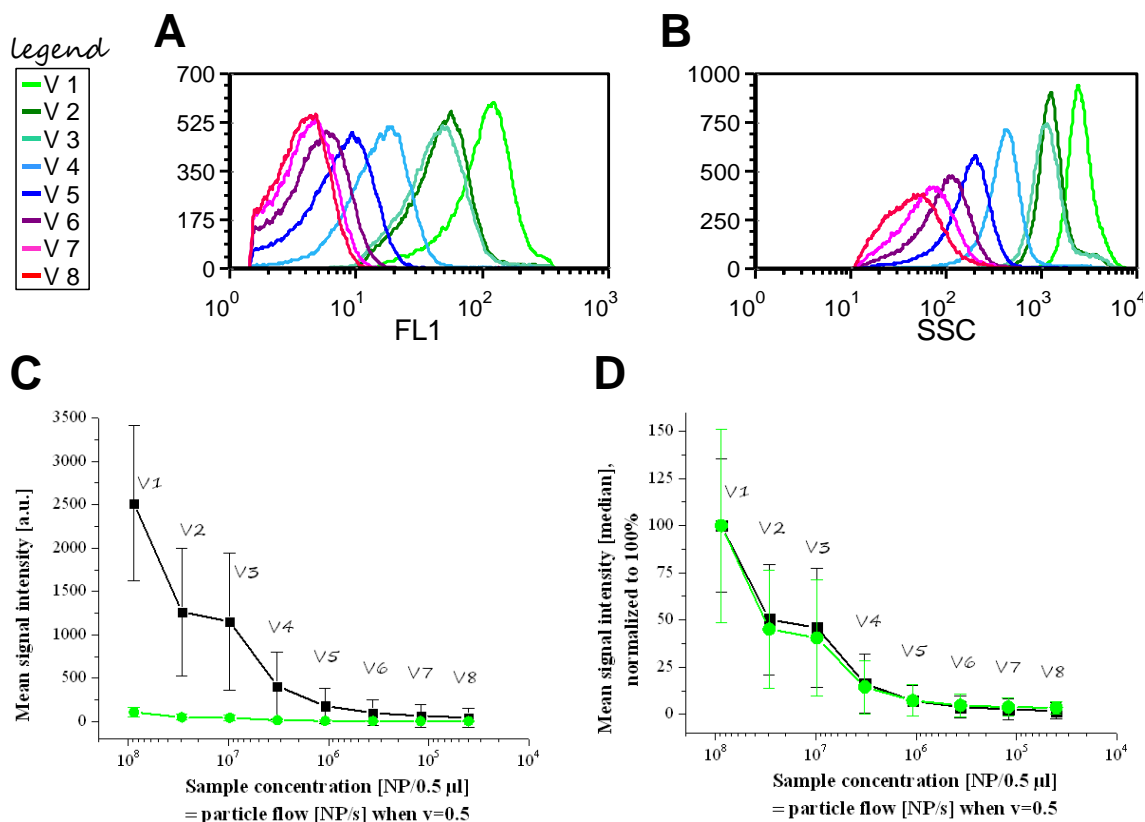 legend
V 1
V 2
V 3
V 4
V 5
V 6
V 7
V 8
A
700
525
350
175
0
10⁰
10¹
10²
10³
FL1
B
1000
750
500
250
0
10⁰
10¹
10²
10³
10⁴
SSC
C
Mean signal intensity [a.u.]
3500
3000
2500
2000
1500
1000
500
0
V1
V2
V3
V4
V5
V6
V7
V8
10⁸
10⁷
10⁶
10⁵
10⁴
Sample concentration [NP/0.5 µl]
= particle flow [NP/s] when v=0.5
D
Mean signal intensity [median],
normalized to 100%
150
125
100
75
50
25
0
V1
V2
V3
V4
V5
V6
V7
V8
10⁸
10⁷
10⁶
10⁵
10⁴
Sample concentration [NP/0.5 µl]
= particle flow [NP/s] when v=0.5